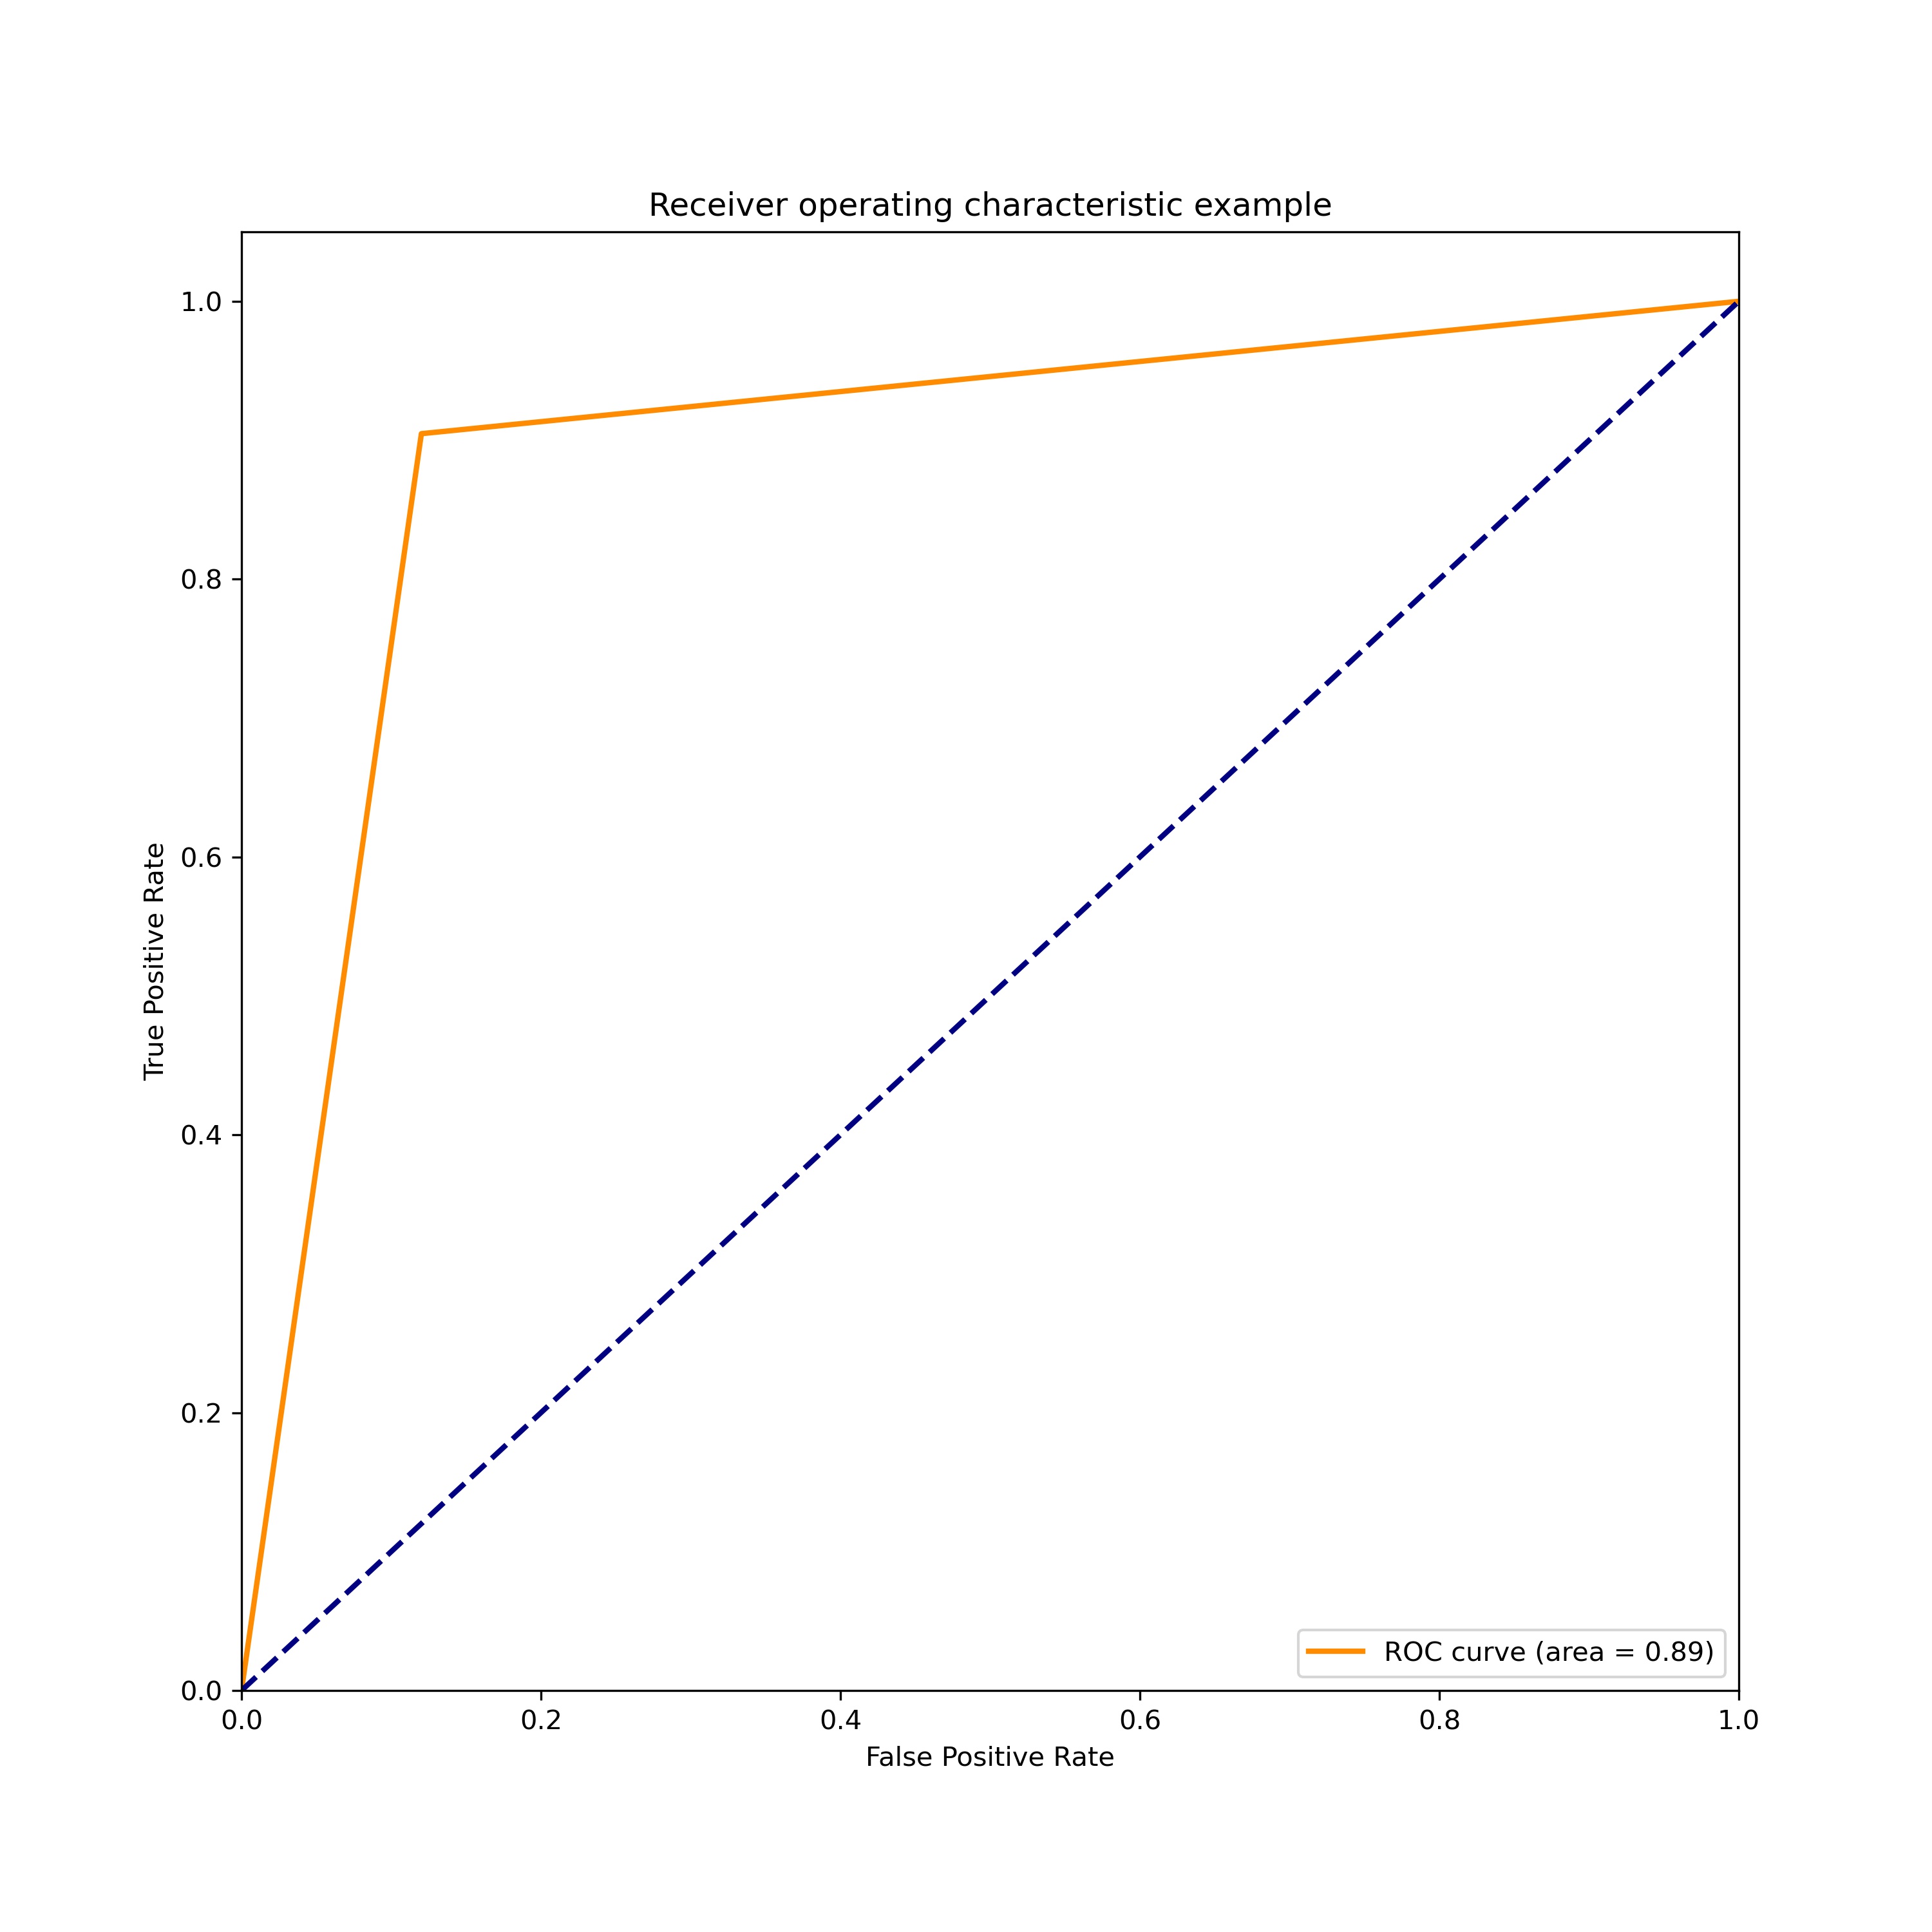 Receiver operating characteristic example
1.0
0.8
0.6
0.4
0.2
0.0
True Positive Rate
0.0 0.2 0.4 0.6 0.8 1.0
False Positive Rate
ROC curve (area = 0.89)